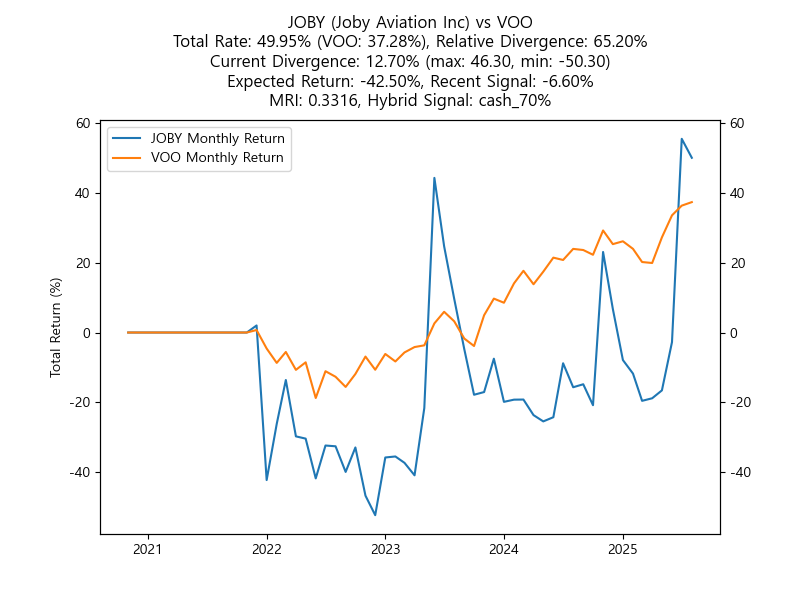 JOBY (Joby Aviation Inc) vs VOO
Total Rate: 49.95% (VOO: 37.28%), Relative Divergence: 65.20%
Current Divergence: 12.70% (max: 46.30, min: -50.30)
Expected Return: -42.50%, Recent Signal: -6.60%
MRI: 0.3316, Hybrid Signal: cash_70%
JOBY Monthly Return
VOO Monthly Return
Total Return (%)
60
40
20
0
-20
-40
60
40
20
0
-20
-40
2021
2022
2023
2024
2025